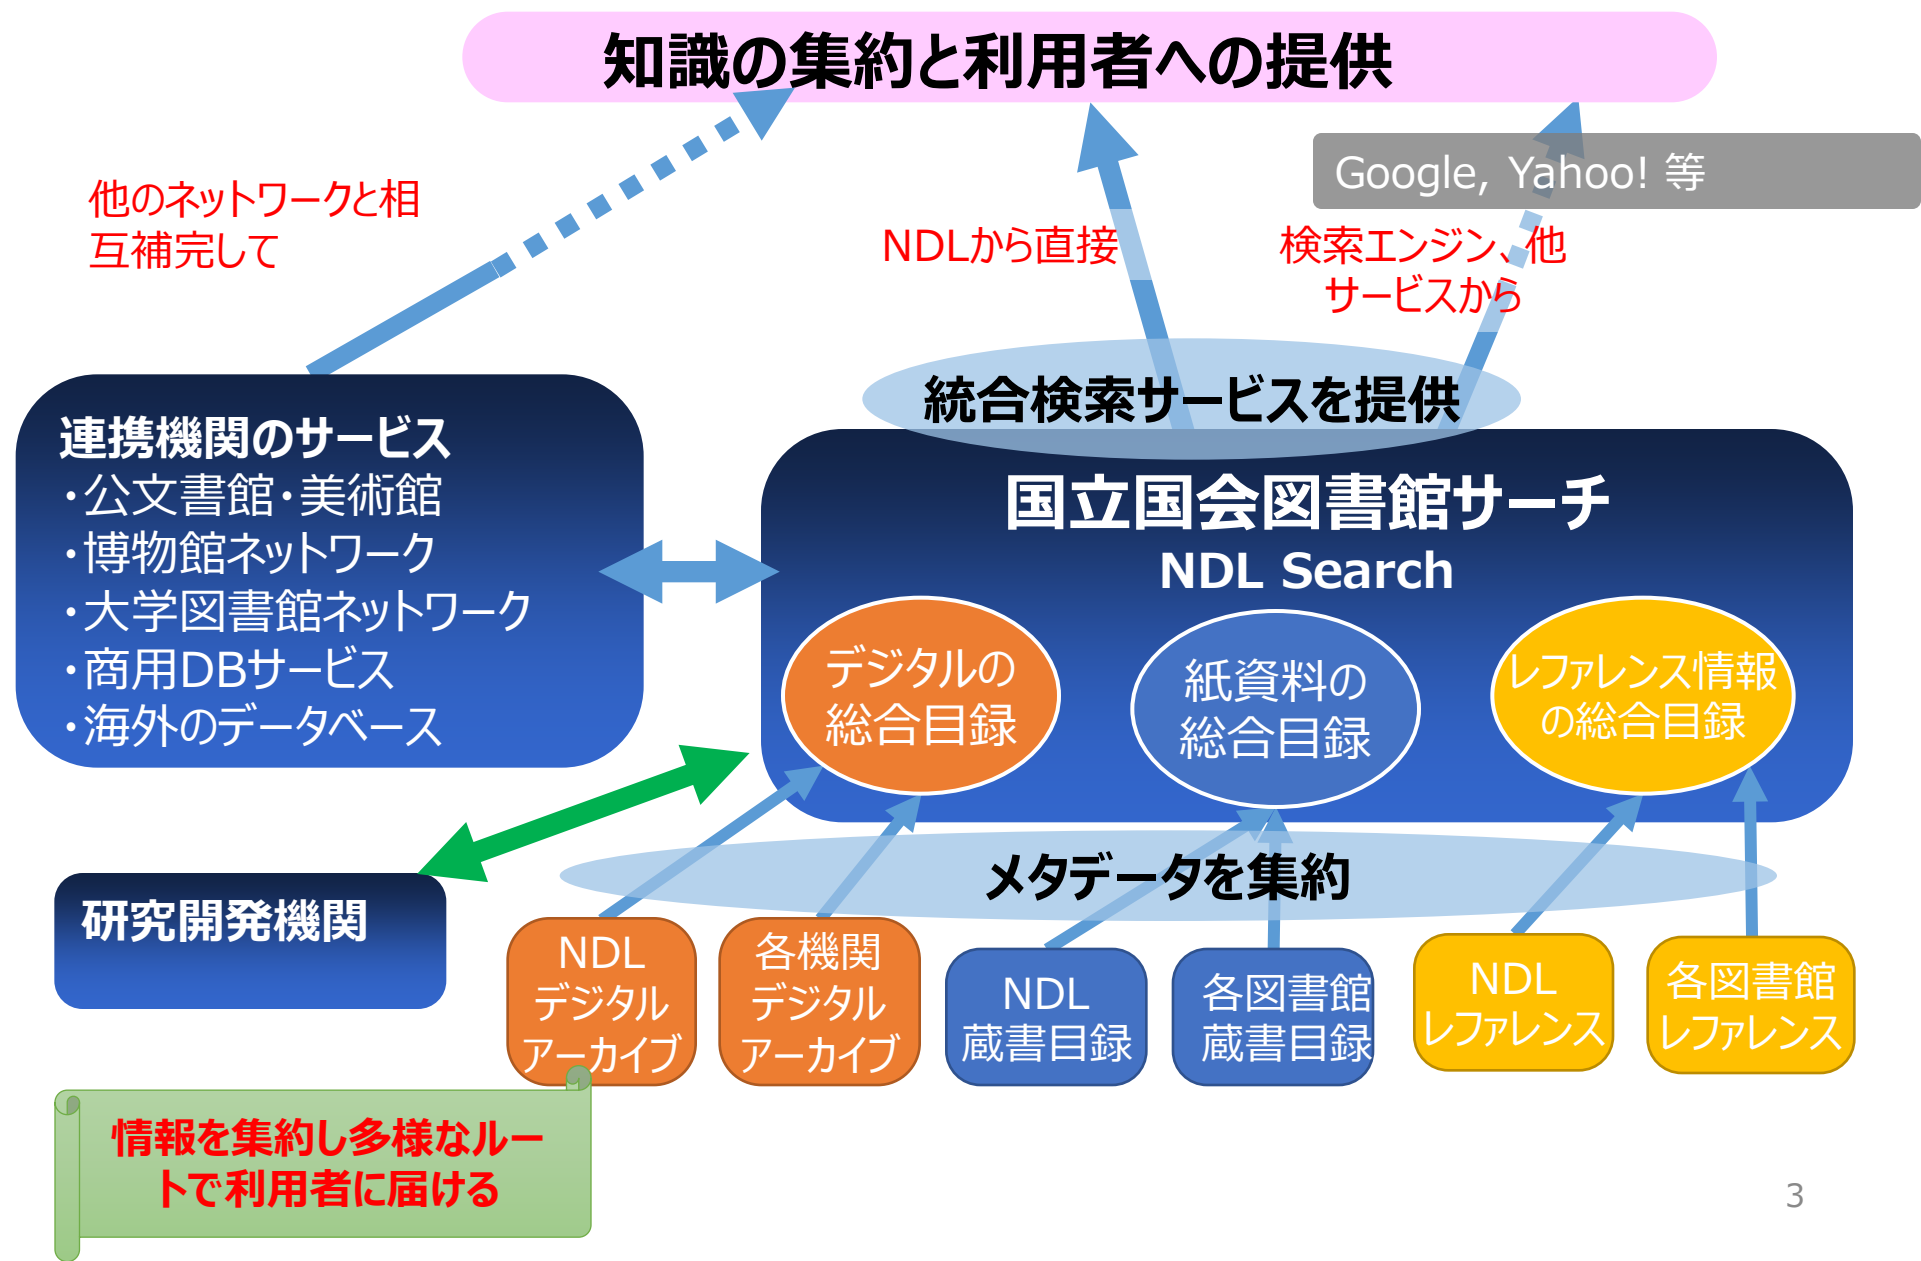 知識の集約と利用者への提供
Google, Yahoo! 等
他のネットワークと相
互補完して
NDLから直接
検索エンジン、他
サービスから
統合検索サービスを提供
連携機関のサービス
・公文書館・美術館
・博物館ネットワーク
・大学図書館ネットワーク
・商用DBサービス
・海外のデータベース
国立国会図書館サーチ
NDL Search
デジタルの
総合目録
紙資料の
総合目録
レファレンス情報
の総合目録
メタデータを集約
研究開発機関
NDL
デジタル
アーカイブ
各機関
デジタル
アーカイブ
NDL
蔵書目録
各図書館
蔵書目録
NDL
レファレンス
各図書館
レファレンス
情報を集約し多様なルー
トで利用者に届ける
3